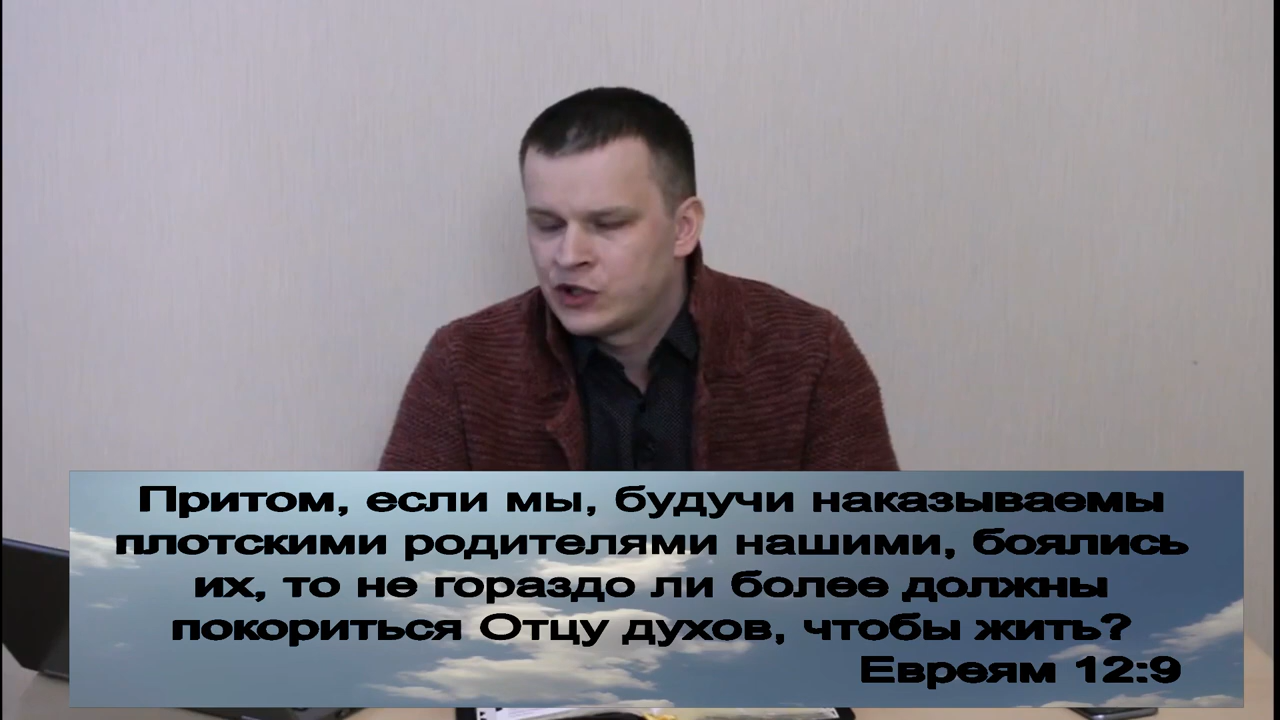 Притом, если мы, будучи наказываемы
плотскими родителями нашими, боялись
их, то не гораздо ли более должны
покориться Отцу духов, чтобы жить?
Евреям 12:9